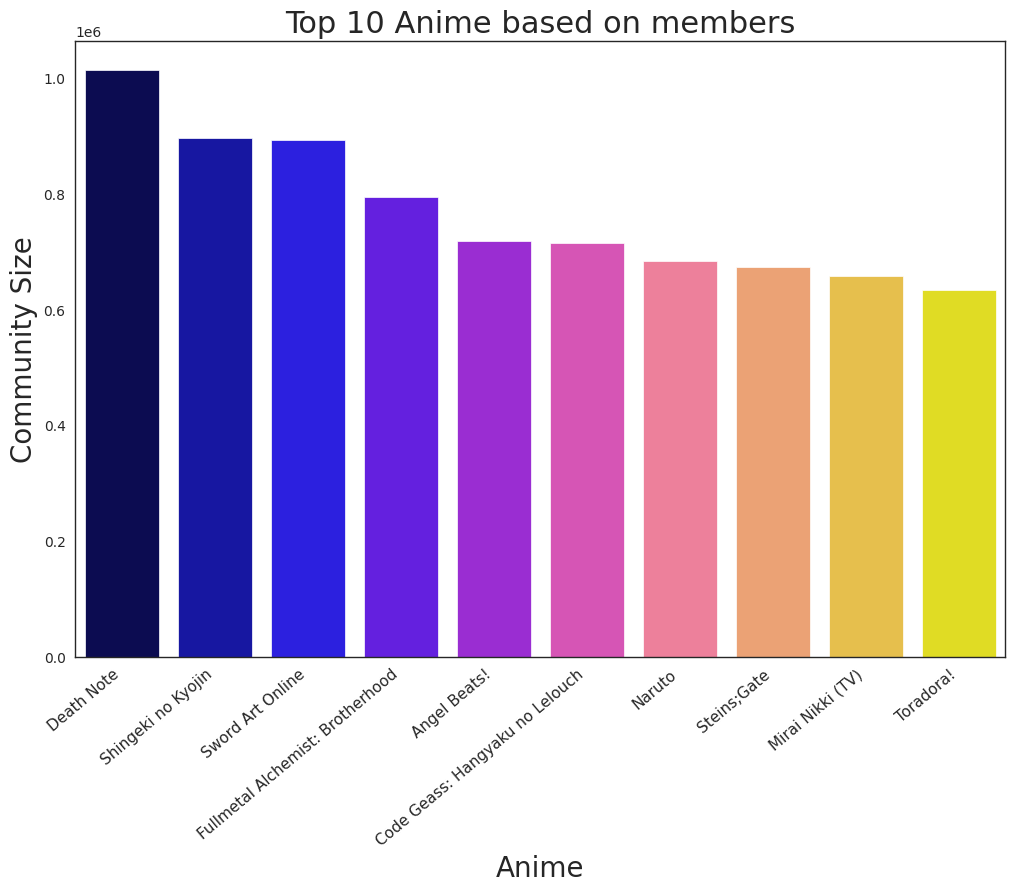 Top 10 Anime based on members
1e6
1.0
0.8
0.6
0.4
0.2
0.0
Community Size
Death Note
Shingeki no Kyojin
Sword Art Online
Fullmetal Alchemist: Brotherhood
Angel Beats!
Code Geass: Hangyaku no Lelouch
Naruto
Steins;Gate
Mirai Nikki (TV)
Toradora!
Anime